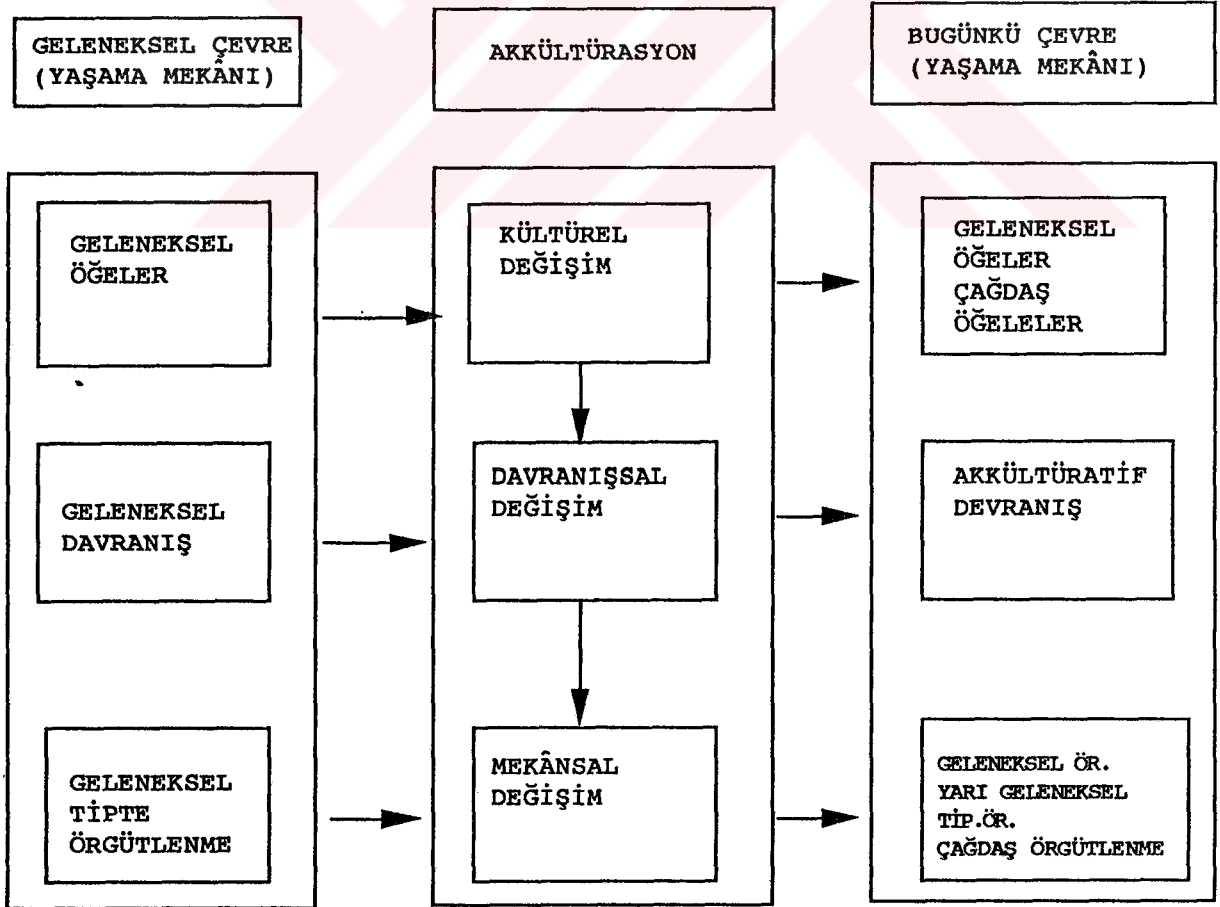 GELENEKSEL ÇEVRE
(YAŞAMA MEKÂNI)
AKKÜLTÜRASYON
BUGÜNKÜ ÇEVRE
(YAŞAMA MEKÂNI)
GELENEKSEL
ÖĞELER
KÜLTÜREL
DEĞİŞİM
GELENEKSEL
ÖĞELER
ÇAĞDAŞ
ÖĞELELER
GELENEKSEL
DAVRANIŞ
DAVRANIŞSAL
DEĞİŞİM
AKKÜLTÜRATİF
DEVRANIŞ
GELENEKSEL
TİPTE
ÖRGÜTLENME
MEKÂNSAL
DEĞİŞİM
GELENEKSEL ÖR.
YARI GELENEKSEL
TİP.ÖR.
ÇAĞDAŞ ÖRGÜTLENME